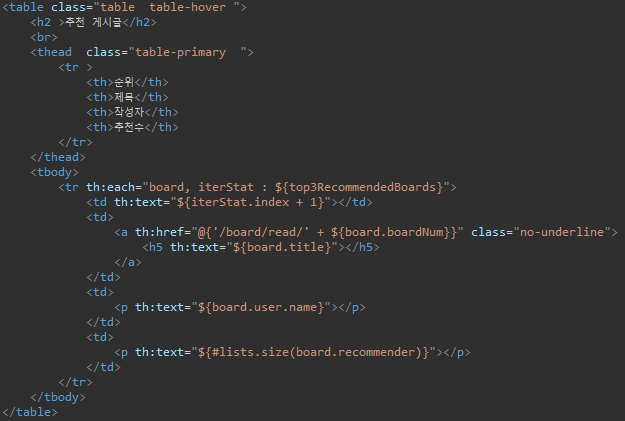 <table class="table  table-hover ">
    <h2 >추천 게시글</h2>
    <br>
    <thead  class="table-primary  ">
        <tr >
            <th>순위</th>
            <th>제목</th>
            <th>작성자</th>
            <th>추천수</th>
        </tr>
    </thead>
    <tbody>
        <tr th:each="board, iterStat : ${top3RecommendedBoards}">
            <td th:text="${iterStat.index + 1}"></td>
            <td>
                <a th:href="@{'/board/read/' + ${board.boardNum}}" class="no-underline">
                    <h5 th:text="${board.title}"></h5>
                </a>
            </td>
            <td>
                <p th:text="${board.user.name}"></p>
            </td>
            <td>
                <p th:text="${#lists.size(board.recommender)}"></p>
            </td>
        </tr>
    </tbody>
</table>